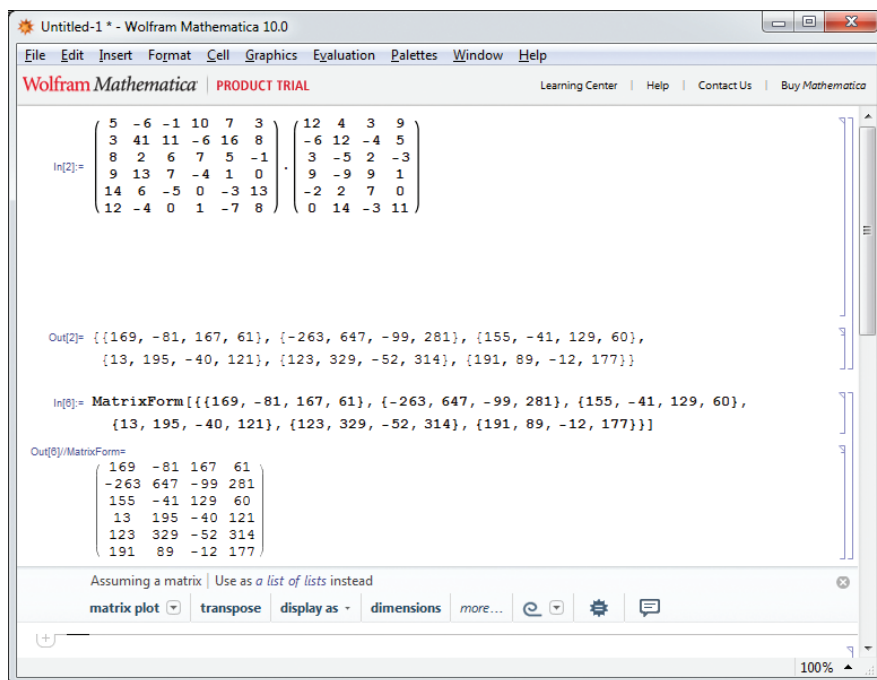 Untitled-1 * - Wolfram Mathematica 10.0
File Edit Insert Format Cell Graphics Evaluation Palettes Window Help
Wolfram Mathematica | PRODUCT TRIAL Learning Center | Help | Contact Us | Buy Mathematica
5 -6 -1 10 7 3 12 4 3 9
3 41 11 -6 16 8 -6 12 -4 5
8 2 6 7 5 -1 3 -5 2 -3
In[2]:= 9 13 7 -4 1 0 . 9 -9 9 1
14 6 -5 0 -3 13 -2 2 7 0
12 -4 0 1 -7 8 0 14 -3 11
Out[2]= {{169, -81, 167, 61}, {-263, 647, -99, 281}, {155, -41, 129, 60},
{13, 195, -40, 121}, {123, 329, -52, 314}, {191, 89, -12, 177}}
In[6]:= MatrixForm[{{169, -81, 167, 61}, {-263, 647, -99, 281}, {155, -41, 129, 60},
{13, 195, -40, 121}, {123, 329, -52, 314}, {191, 89, -12, 177}}]
Out[6]//MatrixForm=
169 -81 167 61
-263 647 -99 281
155 -41 129 60
13 195 -40 121
123 329 -52 314
191 89 -12 177
Assuming a matrix | Use as a list of lists instead
matrix plot transpose display as dimensions more...
100%